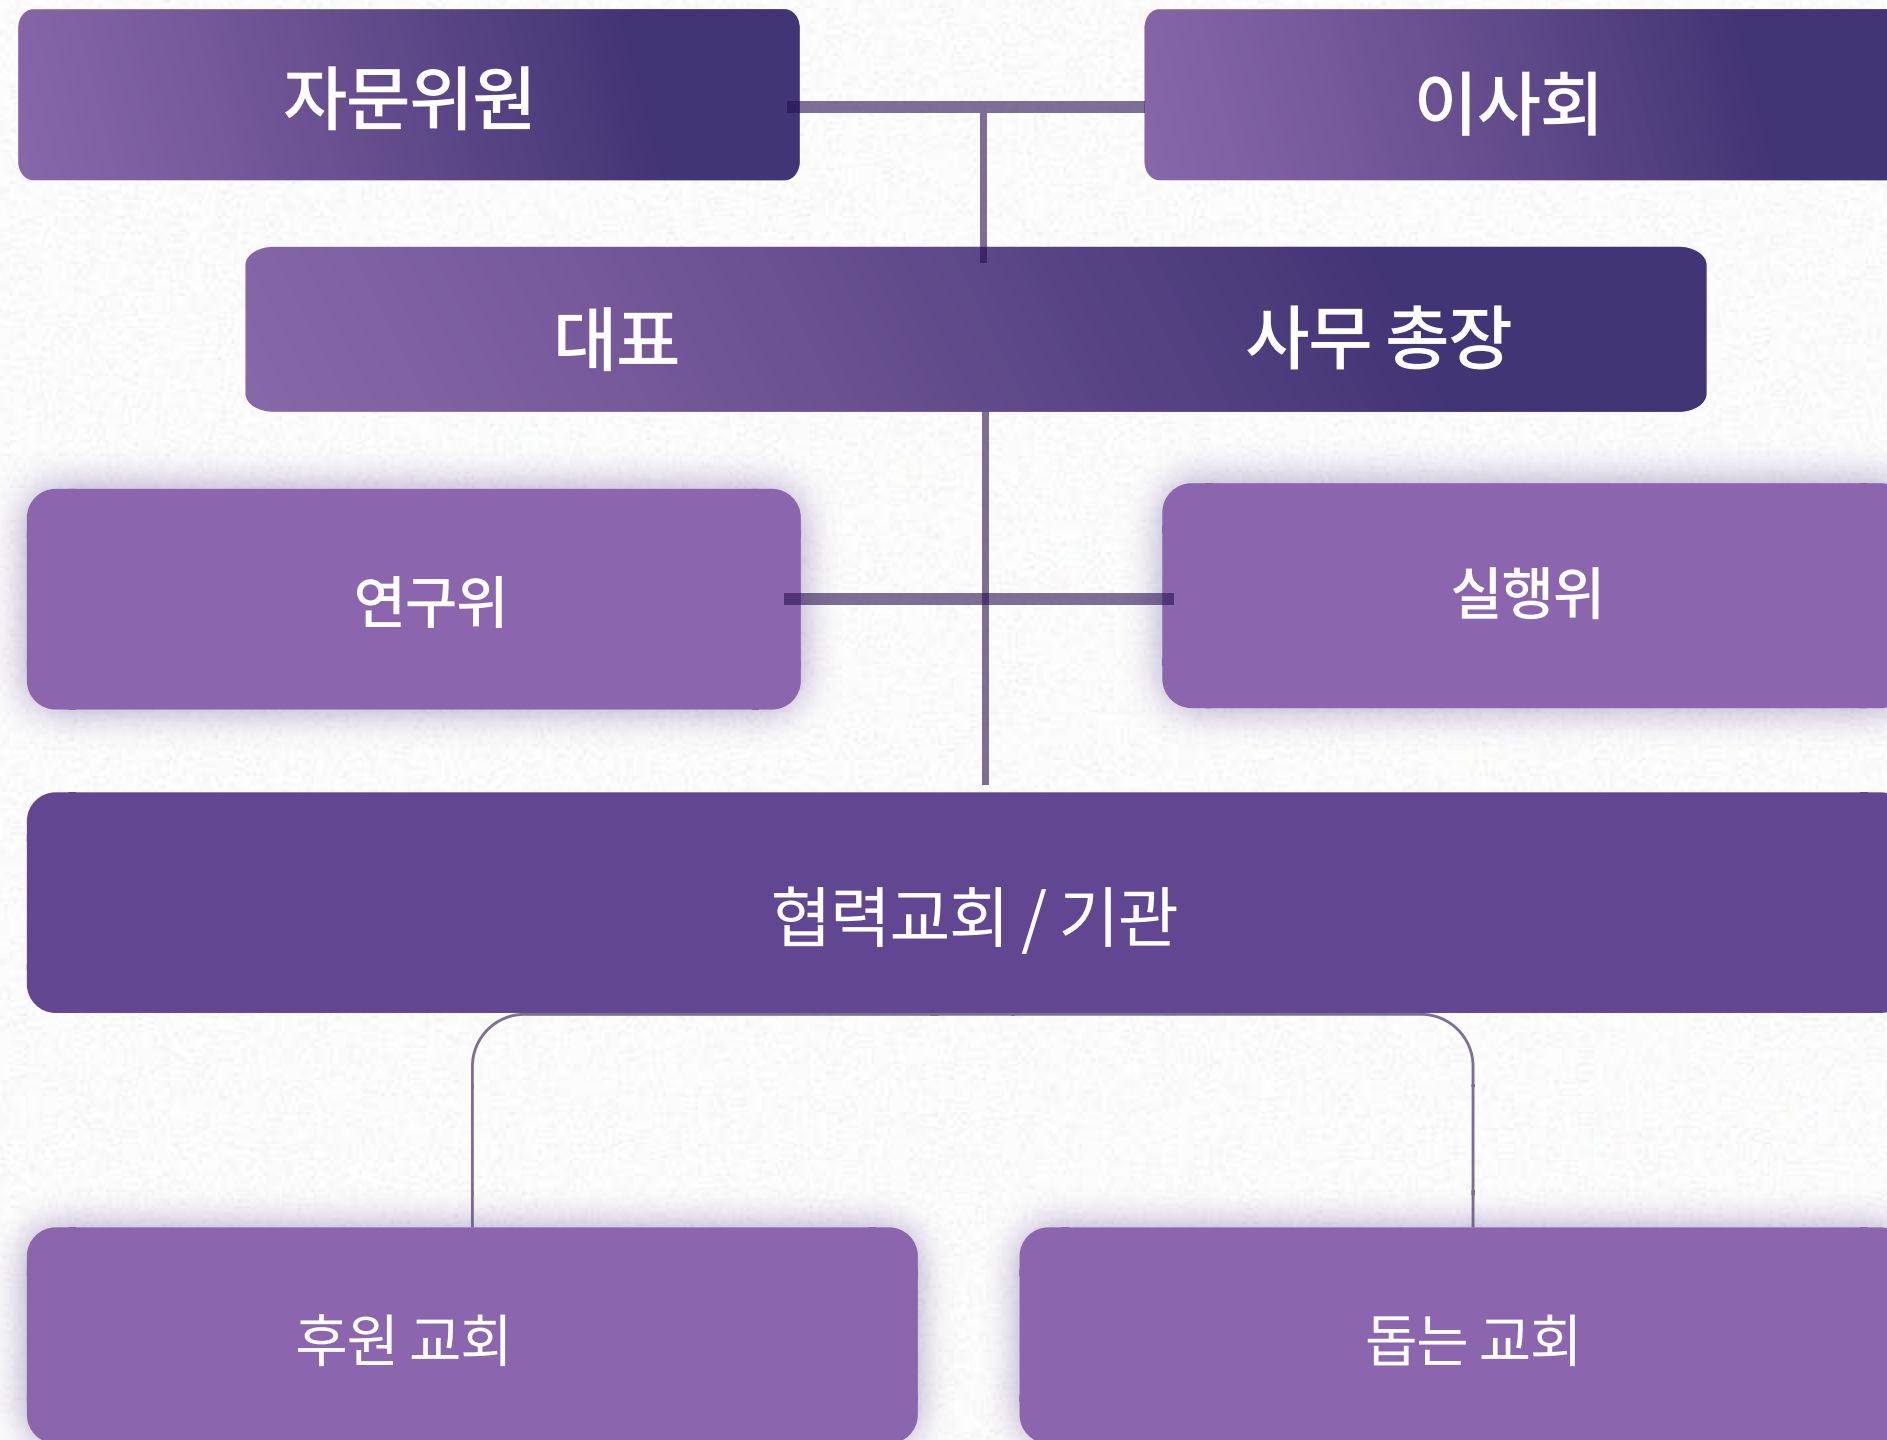 자문위원
이사회
대표
사무 총장
연구위
실행위
협력교회 / 기관
후원 교회
돕는 교회